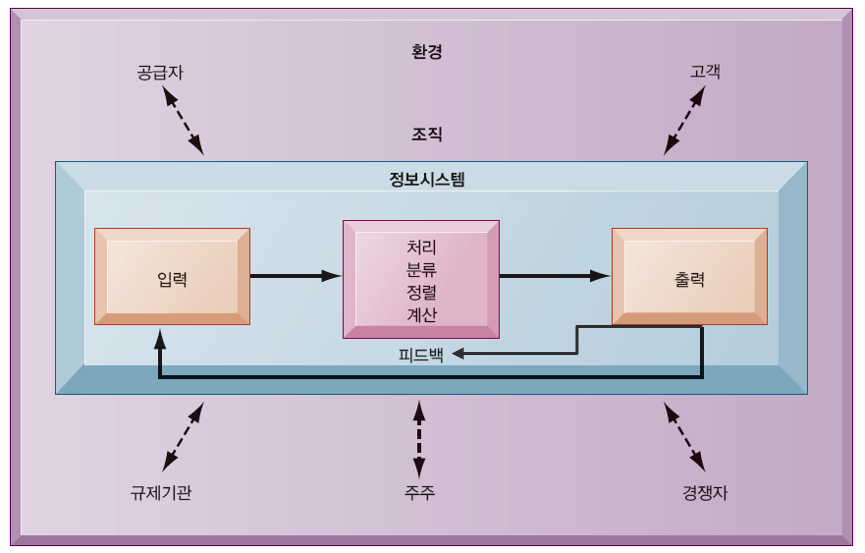 환경
공급자
고객
조직
정보시스템
입력
처리
분류
정렬
계산
출력
피드백
규제기관
주주
경쟁자